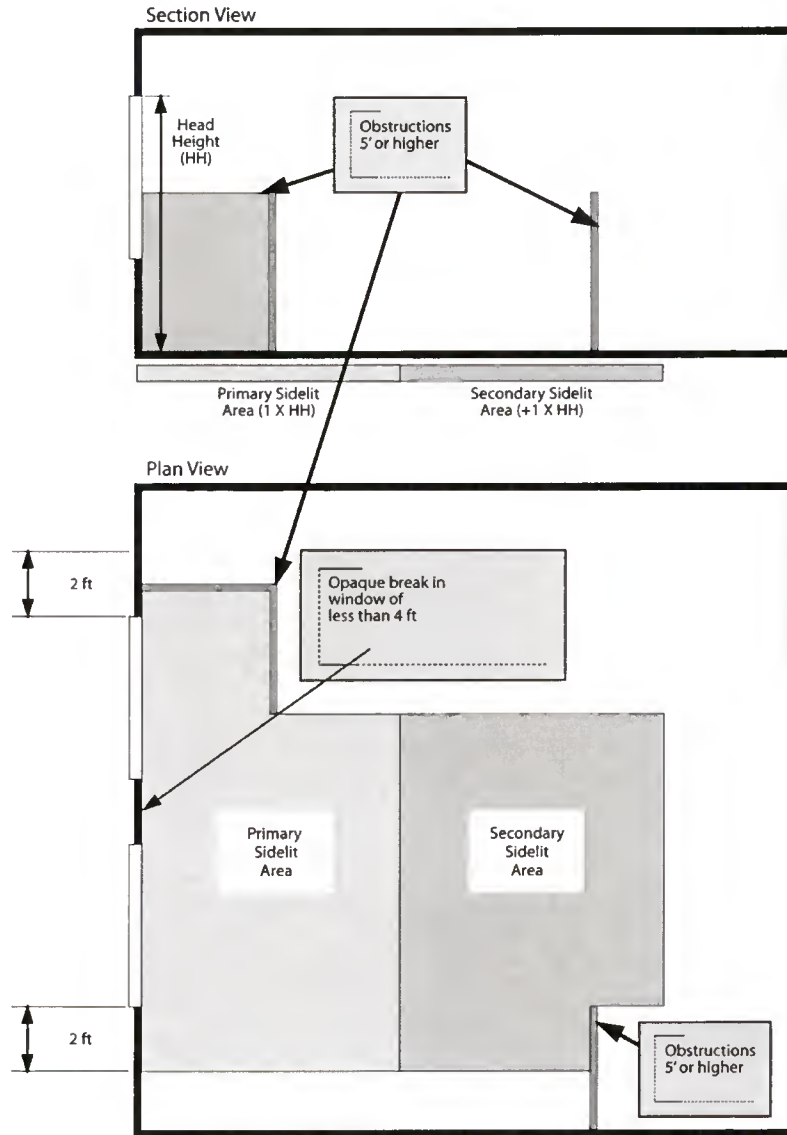 Section View
Head
Height
(HH)
Obstructions
5' or higher
Primary Sidelit
Area (1 X HH)
Secondary Sidelit
Area (+1 X HH)
Plan View
2 ft
Opaque break in
window of
less than 4 ft
Primary
Sidelit
Area
Secondary
Sidelit
Area
2 ft
Obstructions
5' or higher